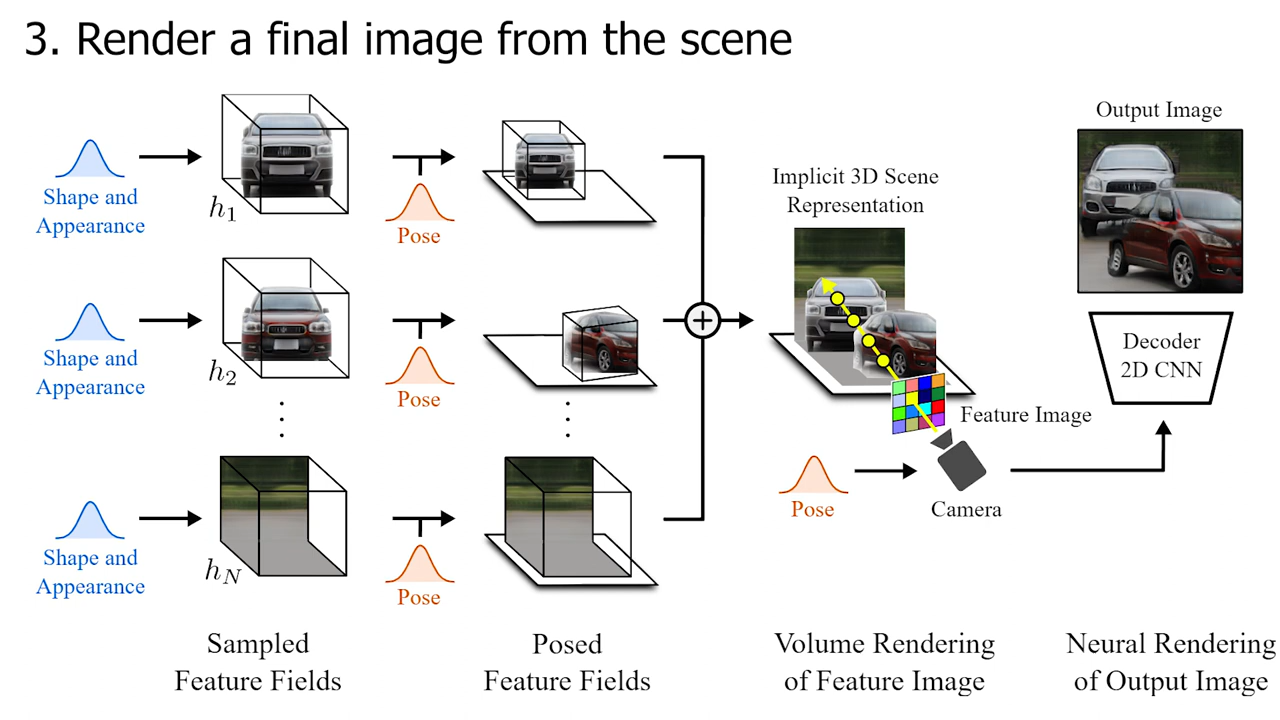 3. Render a final image from the scene
Shape and
Appearance
h1
Pose
Shape and
Appearance
h2
Pose
Shape and
Appearance
hN
Pose
Implicit 3D Scene
Representation
Feature Image
Pose
Camera
Output Image
Decoder
2D CNN
Sampled
Feature Fields
Posed
Feature Fields
Volume Rendering
of Feature Image
Neural Rendering
of Output Image